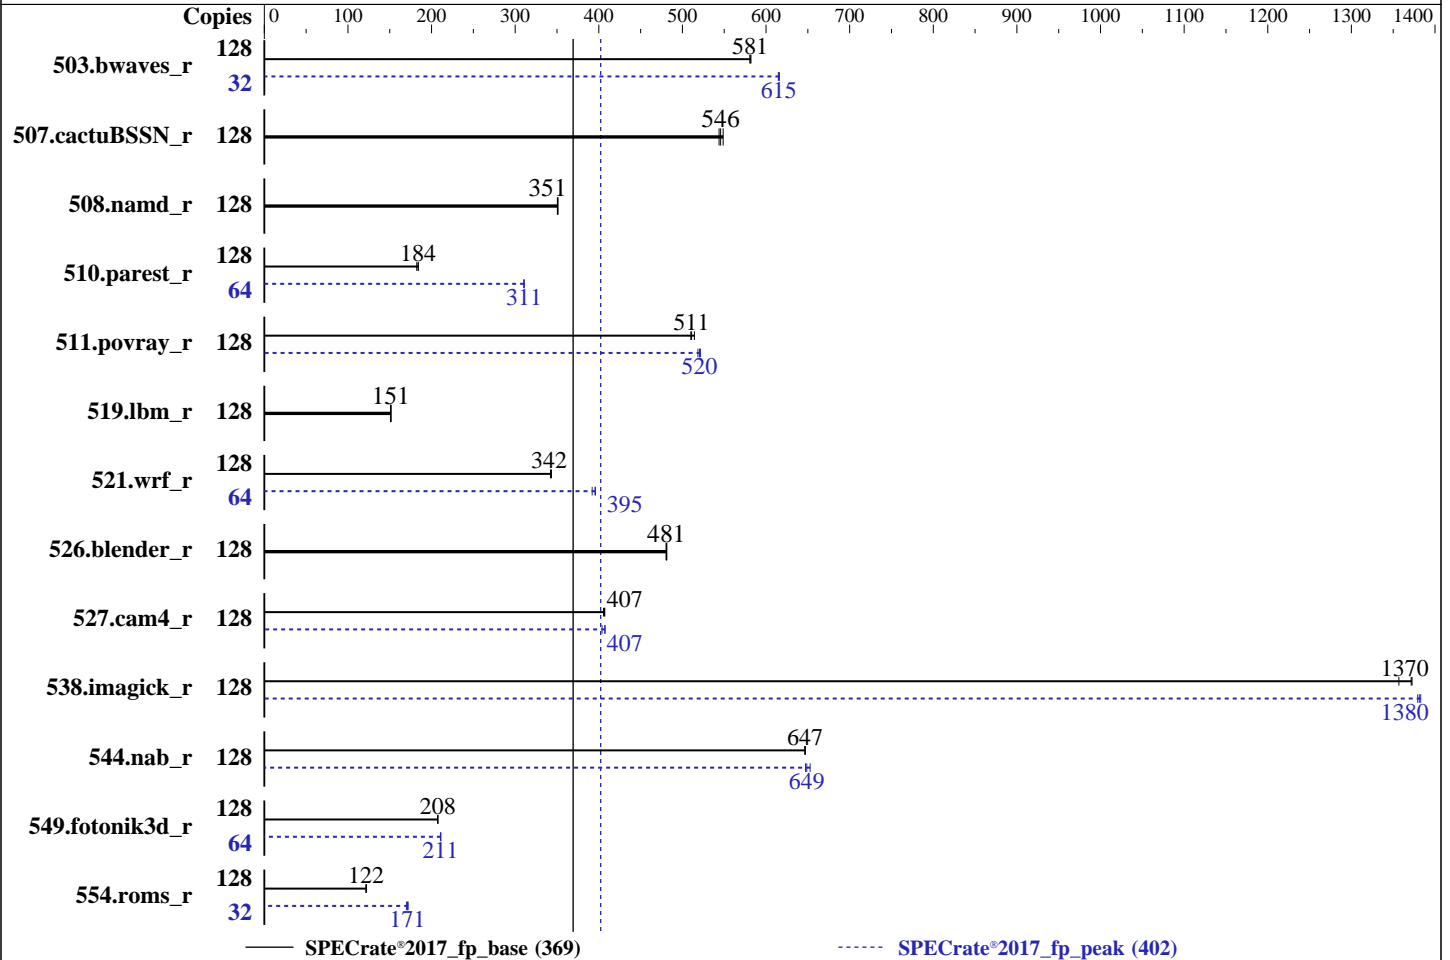 Copies 0 100 200 300 400 500 600 700 800 900 1000 1100 1200 1300 1400
503.bwaves_r 128 581
32 615
507.cactuBSSN_r 128 546
508.namd_r 128 351
510.parest_r 128 184
64 311
511.povray_r 128 511
520
519.lbm_r 128 151
521.wrf_r 128 342
64 395
526.blender_r 128 481
527.cam4_r 128 407
407
538.imagick_r 128 1370
1380
544.nab_r 128 647
649
549.fotonik3d_r 128 208
64 211
554.roms_r 128 122
32 171
SPECrate®2017_fp_base (369) SPECrate®2017_fp_peak (402)